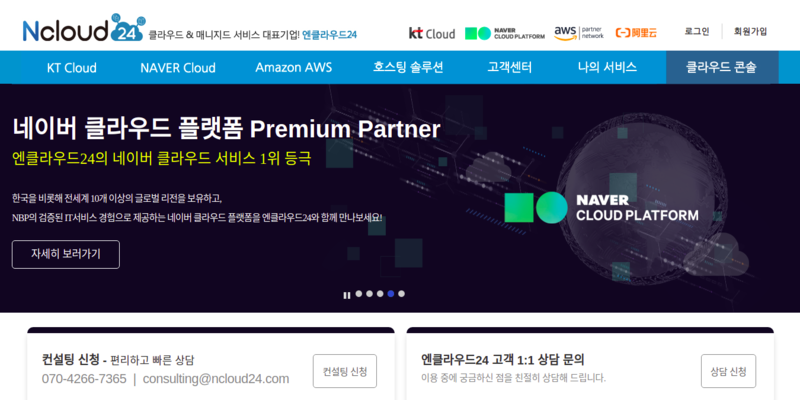 Ncloud24 클라우드 & 매니지드 서비스 대표기업! 엔클라우드24
kt Cloud NAVER CLOUD PLATFORM aws partner network 阿里云 로그인 회원가입
KT Cloud NAVER Cloud Amazon AWS 호스팅 솔루션 고객센터 나의 서비스 클라우드 콘솔
네이버 클라우드 플랫폼 Premium Partner
엔클라우드24의 네이버 클라우드 서비스 1위 등극
한국을 비롯해 전세계 10개 이상의 글로벌 리전을 보유하고,
NBP의 검증된 IT서비스 경험으로 제공하는 네이버 클라우드 플랫폼을 엔클라우드24와 함께 만나보세요!
NAVER
CLOUD PLATFORM
자세히 보러가기
컨설팅 신청 - 편리하고 빠른 상담
070-4266-7365 | consulting@ncloud24.com
컨설팅 신청
엔클라우드24 고객 1:1 상담 문의
이용 중에 궁금하신 점을 친절히 상담해 드립니다.
상담 신청